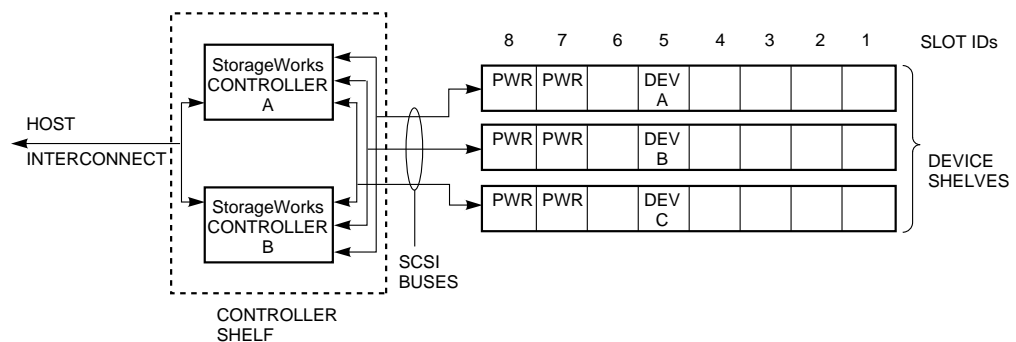 8 7 6 5 4 3 2 1 SLOT IDs
StorageWorks
CONTROLLER
A
PWR PWR DEV
A
HOST
INTERCONNECT
PWR PWR DEV
B
DEVICE
SHELVES
StorageWorks
CONTROLLER
B
PWR PWR DEV
C
SCSI
BUSES
CONTROLLER
SHELF